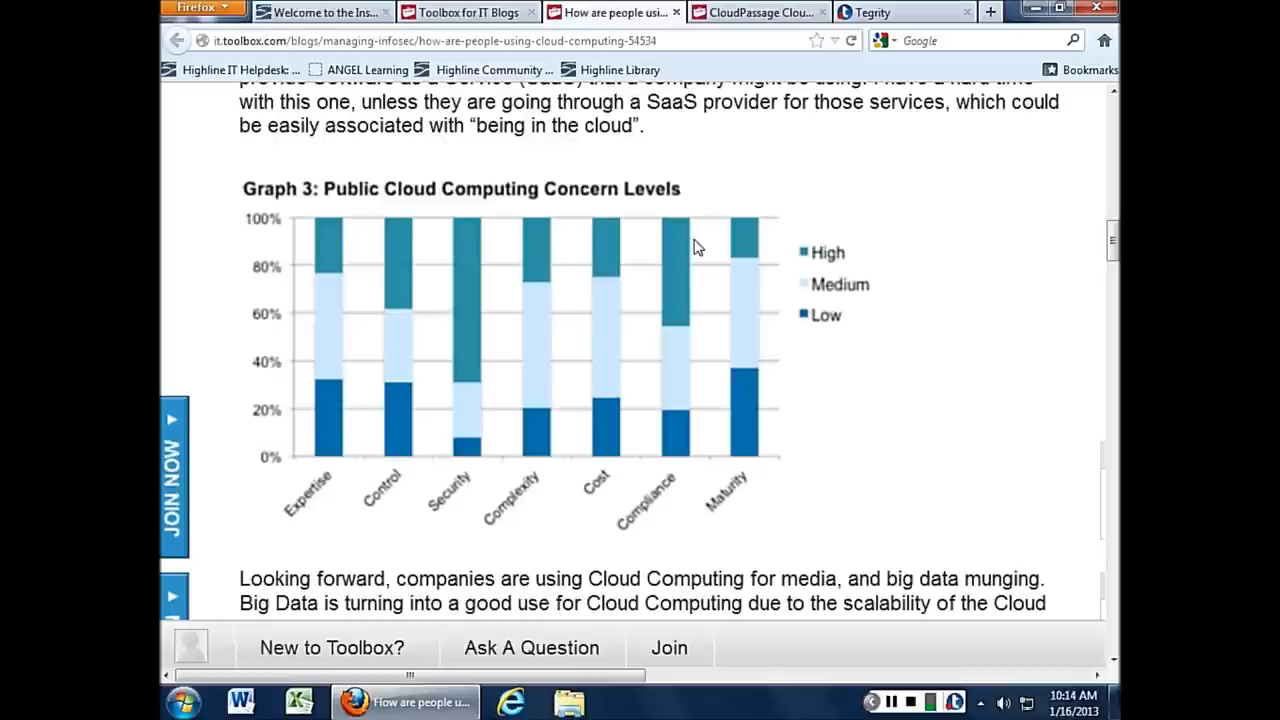 Firefox
Welcome to the Ins...
Toolbox for IT Blogs
How are people usi...
CloudPassage Clou...
Tegrity
it.toolbox.com/blogs/managing-infosec/how-are-people-using-cloud-computing-54534
Google
Highline IT Helpdesk: ...
ANGEL Learning
Highline Community ...
Highline Library
Bookmarks
with this one, unless they are going through a SaaS provider for those services, which could
be easily associated with “being in the cloud”.
Graph 3: Public Cloud Computing Concern Levels
100%
80%
60%
40%
20%
0%
High
Medium
Low
Expertise
Control
Security
Complexity
Cost
Compliance
Maturity
JOIN NOW
Looking forward, companies are using Cloud Computing for media, and big data munging.
Big Data is turning into a good use for Cloud Computing due to the scalability of the Cloud
New to Toolbox?
Ask A Question
Join
How are people u...
10:14 AM
1/16/2013